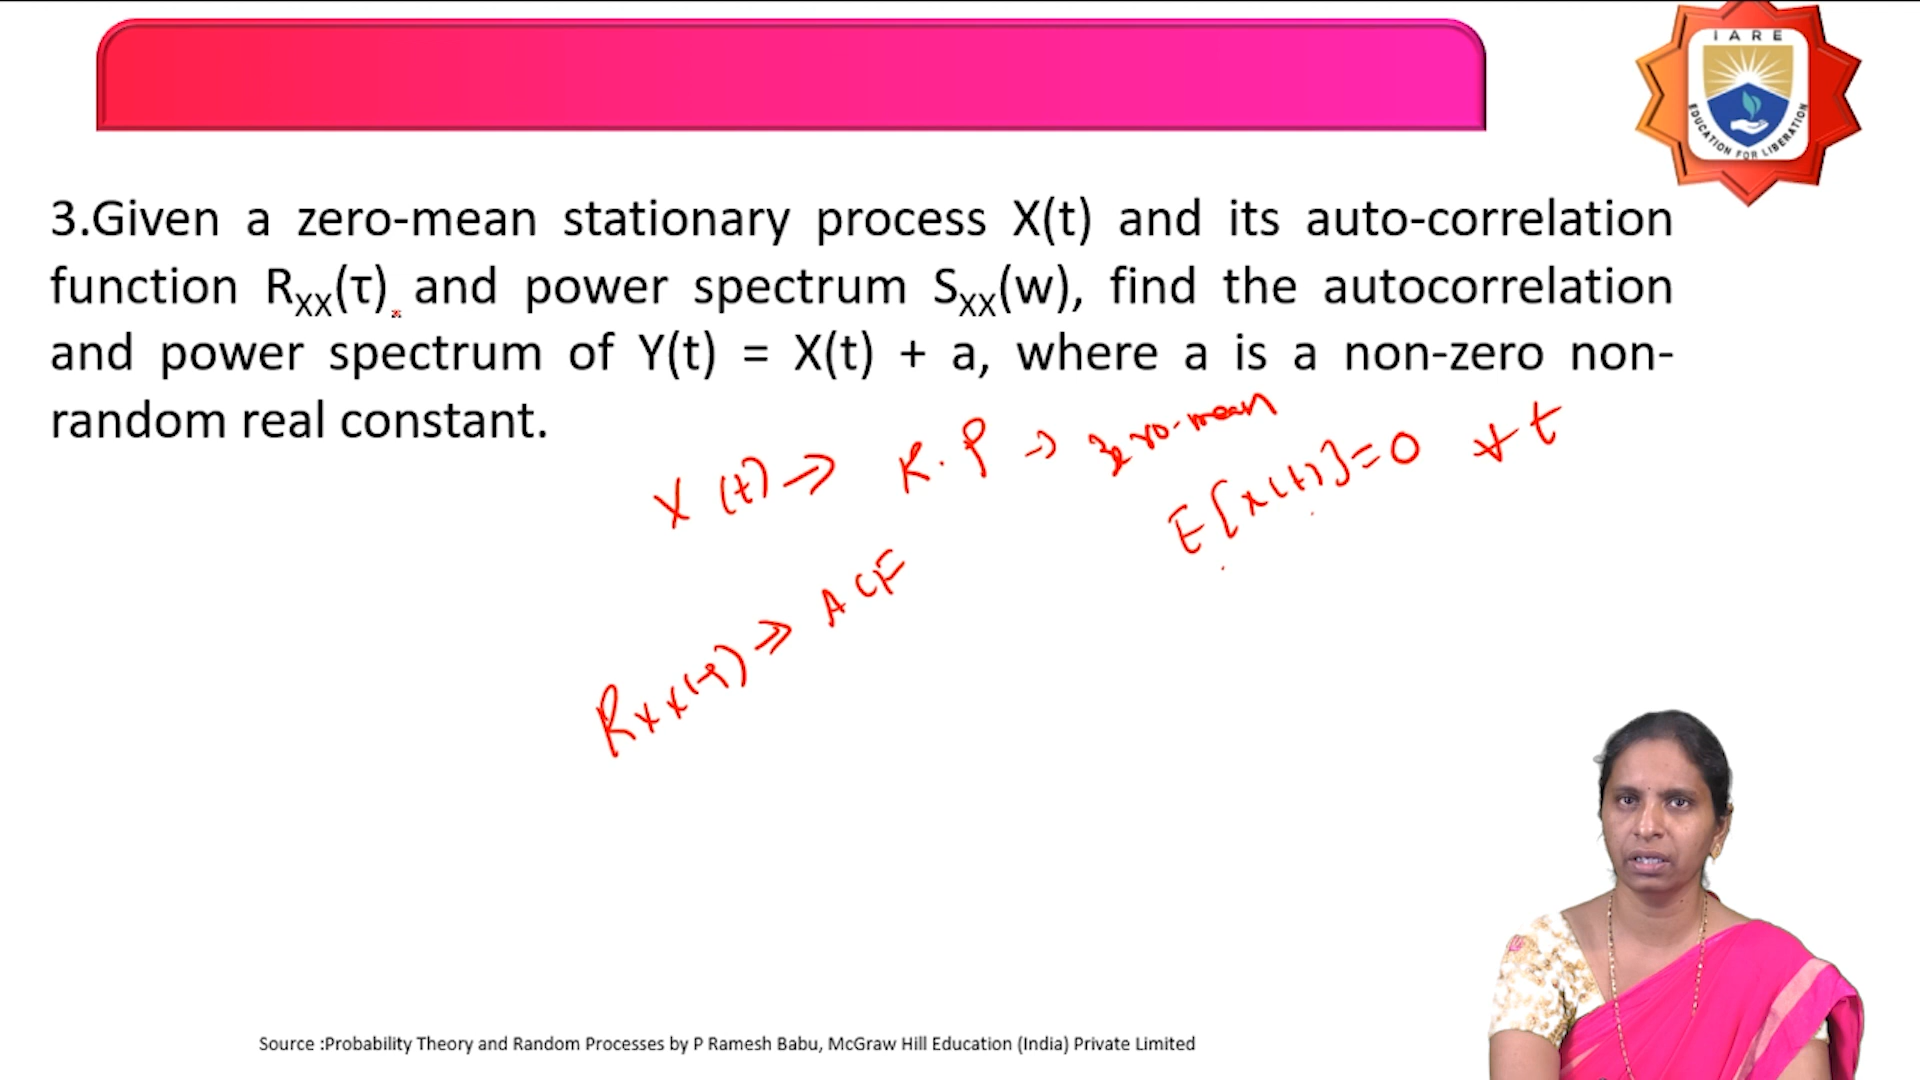 IARE
EDUCATION FOR LIBERATION
3.Given a zero-mean stationary process X(t) and its auto-correlation
function RXX(τ) and power spectrum SXX(w), find the autocorrelation
and power spectrum of Y(t) = X(t) + a, where a is a non-zero non-
random real constant.
X(t) → R.P → zero-mean
E[X(t)]=0 ∀ t
RXX(τ) ⇒ ACF
Source :Probability Theory and Random Processes by P Ramesh Babu, McGraw Hill Education (India) Private Limited